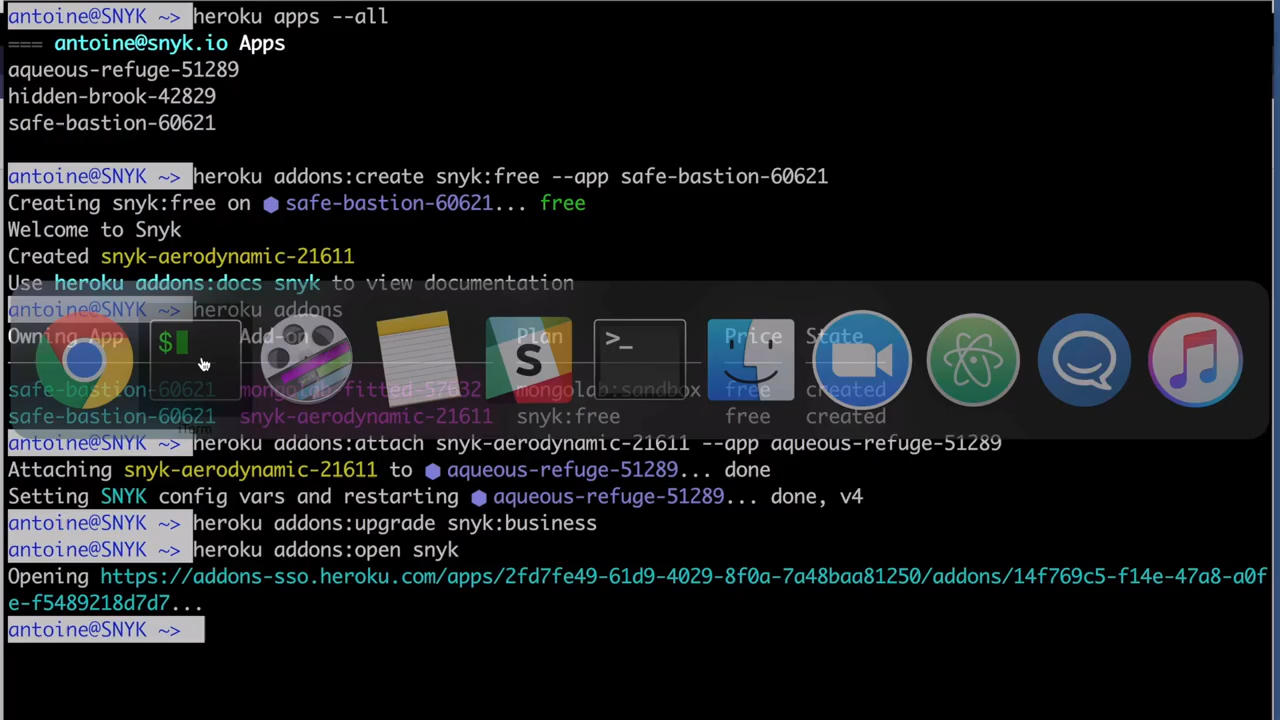 antoine@SNYK ~> heroku apps --all
=== antoine@snyk.io Apps
aqueous-refuge-51289
hidden-brook-42829
safe-bastion-60621
antoine@SNYK ~> heroku addons:create snyk:free --app safe-bastion-60621
Creating snyk:free on ⬢ safe-bastion-60621... free
Welcome to Snyk
Created snyk-aerodynamic-21611
Use heroku addons:docs snyk to view documentation
antoine@SNYK ~> heroku addons
Owning App Add-on Plan Price State
$
>_
S
safe-bastion-60621 mongolab-fitted-57632 mongolab:sandbox free created
safe-bastion-60621 snyk-aerodynamic-21611 snyk:free free created
antoine@SNYK ~> heroku addons:attach snyk-aerodynamic-21611 --app aqueous-refuge-51289
Attaching snyk-aerodynamic-21611 to ⬢ aqueous-refuge-51289... done
Setting SNYK config vars and restarting ⬢ aqueous-refuge-51289... done, v4
antoine@SNYK ~> heroku addons:upgrade snyk:business
antoine@SNYK ~> heroku addons:open snyk
Opening https://addons-sso.heroku.com/apps/2fd7fe49-61d9-4029-8f0a-7a48baa81250/addons/14f769c5-f14e-47a8-a0f
e-f5489218d7d7...
antoine@SNYK ~>